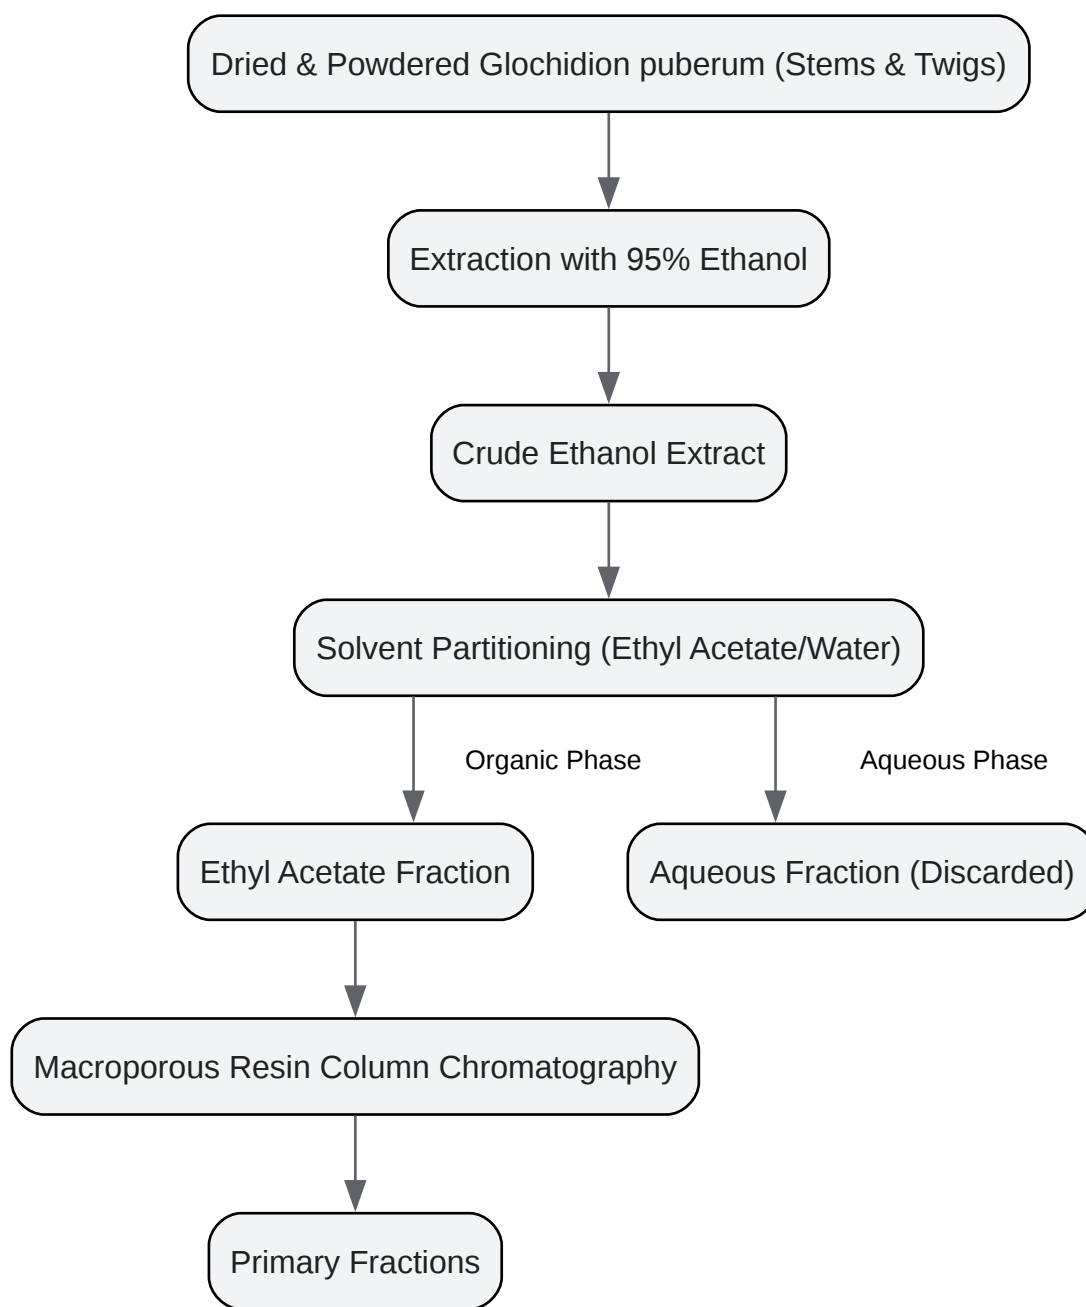 Dried & Powdered Glochidion puberum (Stems & Twigs)
Extraction with 95% Ethanol
Crude Ethanol Extract
Solvent Partitioning (Ethyl Acetate/Water)
Organic Phase
Aqueous Phase
Ethyl Acetate Fraction
Aqueous Fraction (Discarded)
Macroporous Resin Column Chromatography
Primary Fractions